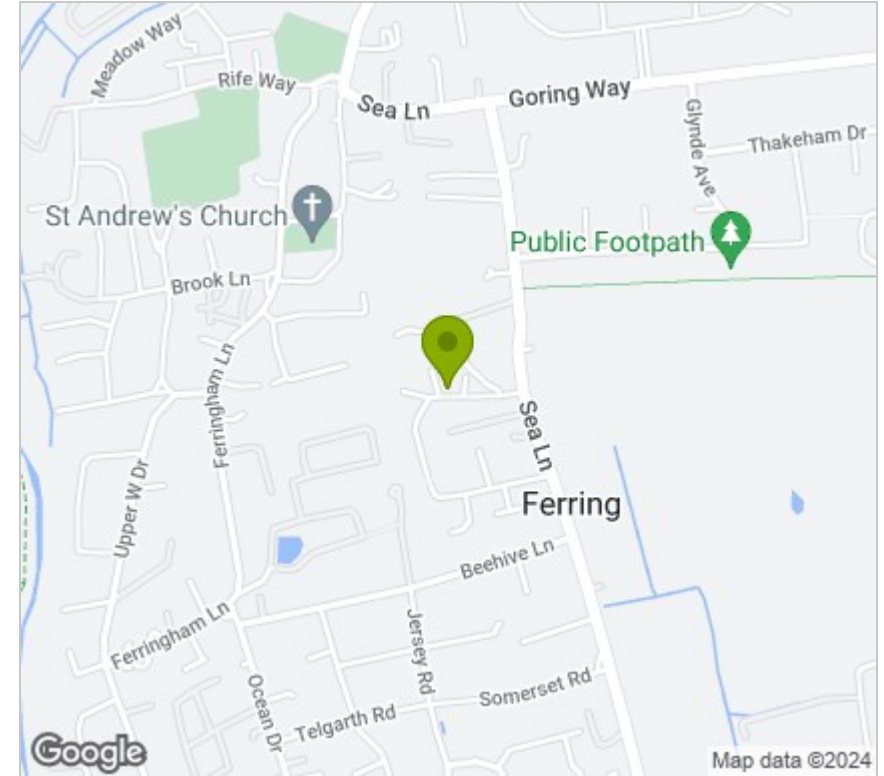 Meadow Way
Rife Way
Sea Ln
Goring Way
Glynde Ave
Thakeham Dr
St Andrew's Church
Public Footpath
Brook Ln
Ferringham Ln
Sea Ln
Upper W Dr
Ferring
Beehive Ln
Ferringham Ln
Jersey Rd
Somerset Rd
Ocean Dr
Telgarth Rd
Google
Map data ©2024